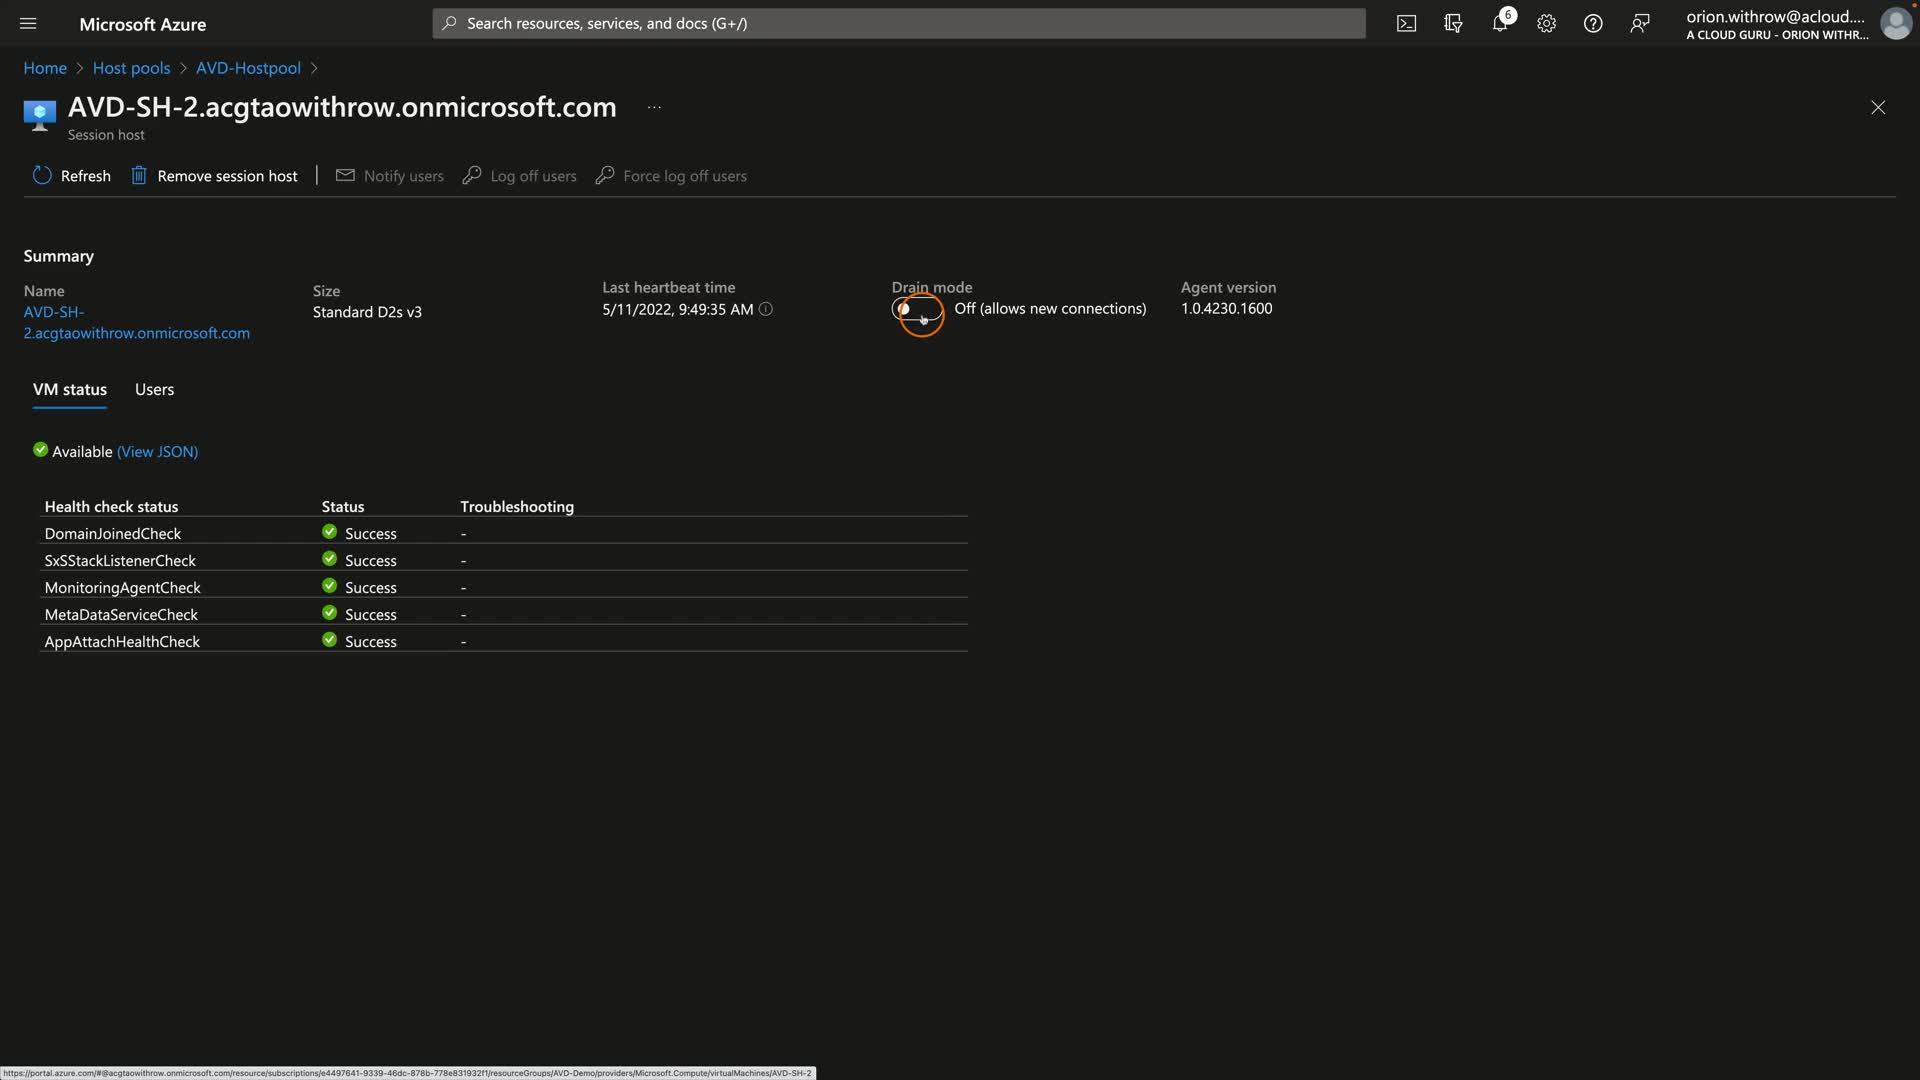 Microsoft Azure
Search resources, services, and docs (G+/)
6
orion.withrow@acloud....
A CLOUD GURU - ORION WITHR...
Home > Host pools > AVD-Hostpool >
AVD-SH-2.acgtaowithrow.onmicrosoft.com ...
Session host
Refresh
Remove session host
Notify users
Log off users
Force log off users
Summary
Name
AVD-SH-
2.acgtaowithrow.onmicrosoft.com
Size
Standard D2s v3
Last heartbeat time
5/11/2022, 9:49:35 AM
Drain mode
Off (allows new connections)
Agent version
1.0.4230.1600
VM status
Users
Available (View JSON)
Health check status Status Troubleshooting
DomainJoinedCheck Success -
SxSStackListenerCheck Success -
MonitoringAgentCheck Success -
MetaDataServiceCheck Success -
AppAttachHealthCheck Success -
https://portal.azure.com/#@acgtaowithrow.onmicrosoft.com/resource/subscriptions/e4497641-9339-46dc-878b-778e831932f1/resourceGroups/AVD-Demo/providers/Microsoft.Compute/virtualMachines/AVD-SH-2